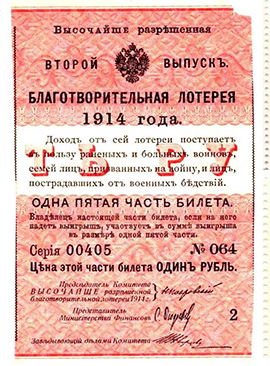 Высочайше разрѣшенная
ВТОРОЙ ВЫПУСКЪ.
БЛАГОТВОРИТЕЛЬНАЯ ЛОТЕРЕЯ
1914 года.
Доходъ отъ сей лотереи поступаетъ
въ пользу раненыхъ и больныхъ воиновъ,
семей лицъ, призванныхъ на войну, и лицъ,
пострадавшихъ отъ военныхъ бѣдствій.
ОДНА ПЯТАЯ ЧАСТЬ БИЛЕТА.
Владѣлецъ настоящей части билета, если на него
падетъ выигрышъ, участвуетъ въ суммѣ выигрыша
въ размѣрѣ одной пятой части.
Серія 00405 № 064
Цѣна этой части билета ОДИНЪ РУБЛЬ.
Предсѣдатель Комитета
ВЫСОЧАЙШЕ разрѣшенной
благотворительной лотереи 1914 г.
Представитель
Министерства Финансовъ
2
Завѣдывающій дѣлами Комитета